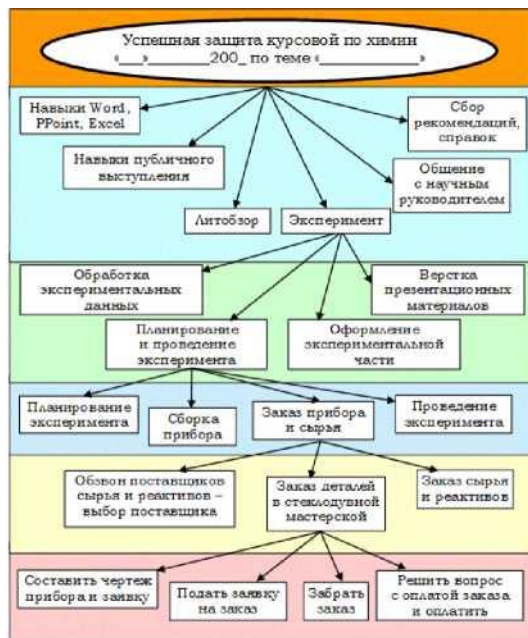 Успешная защита курсовой по химии
«___»________200_ по теме «______________»
Навыки Word,
PPoint, Excel
Сбор
рекомендаций,
справок
Навыки публичного
выступления
Общение
с научным
руководителем
Литобзор
Эксперимент
Обработка
экспериментальных
данных
Верстка
презентационных
материалов
Планирование
и проведение
эксперимента
Оформление
экспериментальной
части
Планирование
эксперимента
Сборка
прибора
Заказ прибора
и сырья
Проведение
эксперимента
Обзвон поставщиков
сырья и реактивов –
выбор поставщика
Заказ деталей
в стеклодувной
мастерской
Заказ сырья
и реактивов
Составить чертеж
прибора и заявку
Подать заявку
на заказ
Забрать
заказ
Решить вопрос
с оплатой заказа
и оплатить